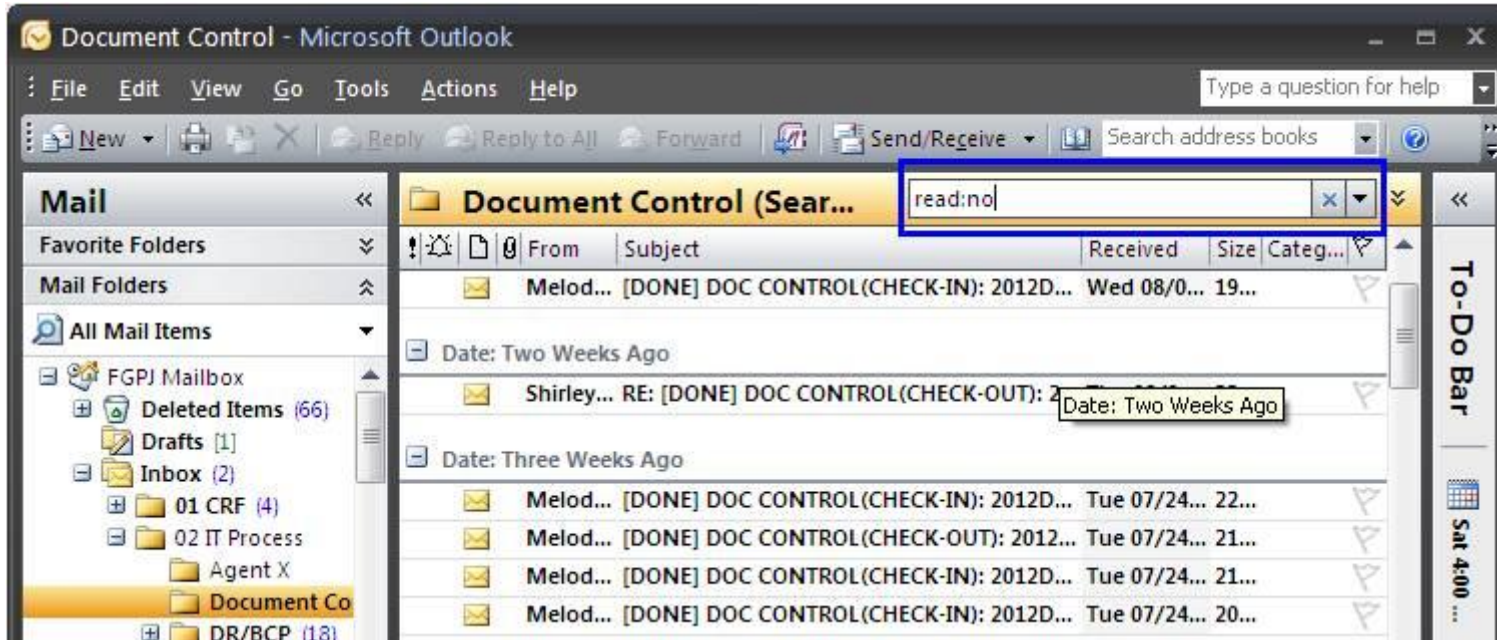 Document Control - Microsoft Outlook
File Edit View Go Tools Actions Help Type a question for help
New Reply Reply to All Forward Send/Receive Search address books
Mail «
Document Control (Sear... read:no
Favorite Folders
From Subject Received Size Categ...
Mail Folders
Melod... [DONE] DOC CONTROL(CHECK-IN): 2012D... Wed 08/0... 19...
All Mail Items
Date: Two Weeks Ago
FGPJ Mailbox
Shirley... RE: [DONE] DOC CONTROL(CHECK-OUT): 2
Date: Two Weeks Ago
Deleted Items (66)
Drafts [1]
Date: Three Weeks Ago
Inbox (2)
01 CRF (4)
Melod... [DONE] DOC CONTROL(CHECK-IN): 2012D... Tue 07/24... 22...
02 IT Process
Melod... [DONE] DOC CONTROL(CHECK-OUT): 2012... Tue 07/24... 21...
Agent X
Melod... [DONE] DOC CONTROL(CHECK-IN): 2012D... Tue 07/24... 21...
Document Co
Melod... [DONE] DOC CONTROL(CHECK-IN): 2012D... Tue 07/24... 20...
DR/BCP (18)
«
To-Do Bar
Sat 4:00 ...